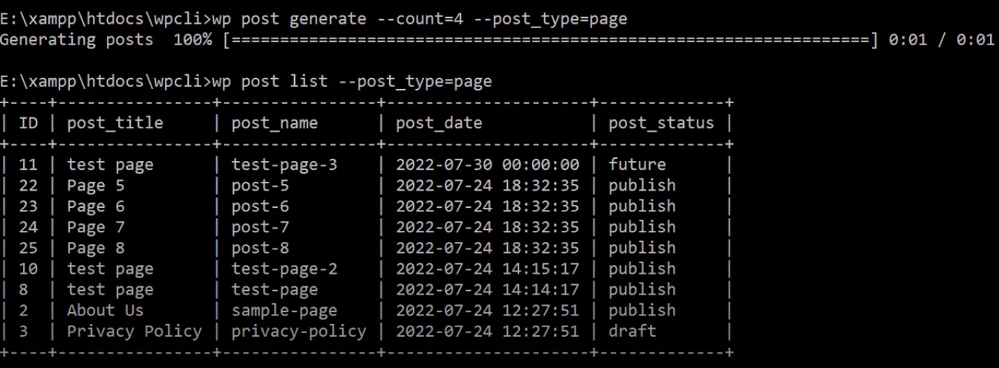 E:\xampp\htdocs\wpcli>wp post generate --count=4 --post_type=page
Generating posts  100% [==================================================================] 0:01 / 0:01
E:\xampp\htdocs\wpcli>wp post list --post_type=page
+----+----------------+----------------+---------------------+-------------+
| ID | post_title     | post_name      | post_date           | post_status |
+----+----------------+----------------+---------------------+-------------+
| 11 | test page      | test-page-3    | 2022-07-30 00:00:00 | future      |
| 22 | Page 5         | post-5         | 2022-07-24 18:32:35 | publish     |
| 23 | Page 6         | post-6         | 2022-07-24 18:32:35 | publish     |
| 24 | Page 7         | post-7         | 2022-07-24 18:32:35 | publish     |
| 25 | Page 8         | post-8         | 2022-07-24 18:32:35 | publish     |
| 10 | test page      | test-page-2    | 2022-07-24 14:15:17 | publish     |
| 8  | test page      | test-page      | 2022-07-24 14:14:17 | publish     |
| 2  | About Us       | sample-page    | 2022-07-24 12:27:51 | publish     |
| 3  | Privacy Policy | privacy-policy | 2022-07-24 12:27:51 | draft       |
+----+----------------+----------------+---------------------+-------------+